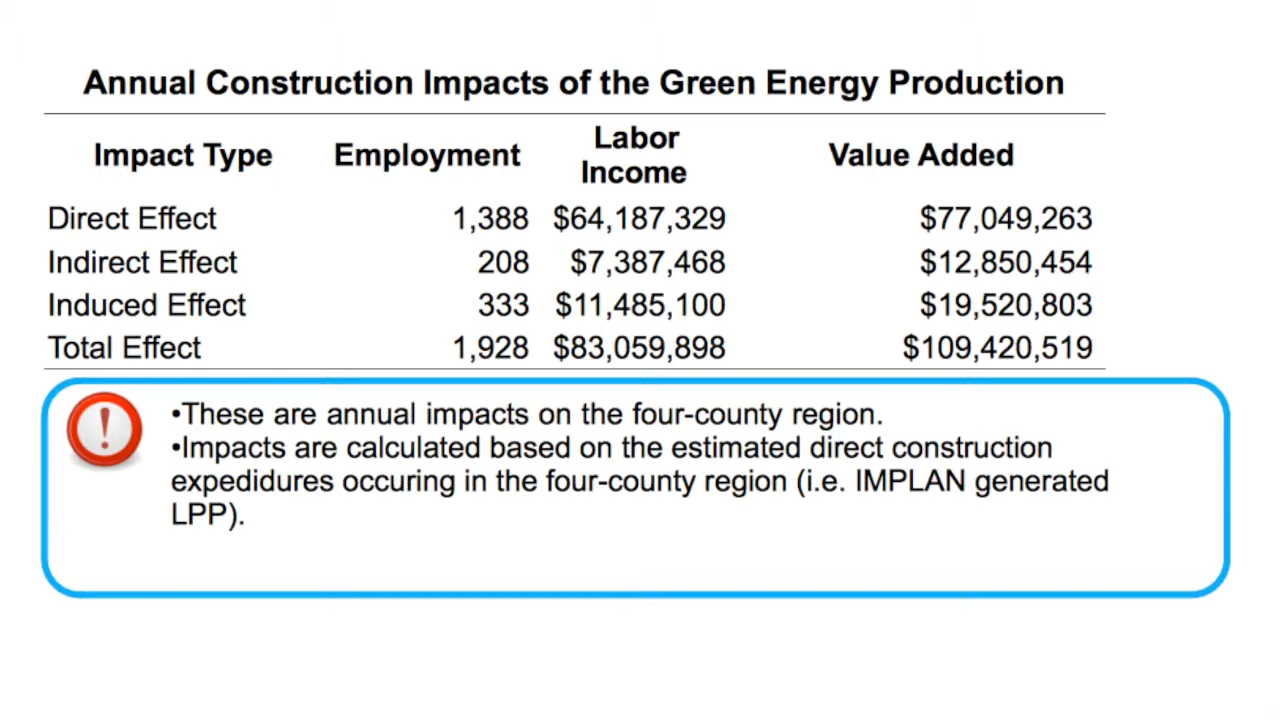 Annual Construction Impacts of the Green Energy Production
Impact Type Employment Labor Income Value Added
Direct Effect 1,388 $64,187,329 $77,049,263
Indirect Effect 208 $7,387,468 $12,850,454
Induced Effect 333 $11,485,100 $19,520,803
Total Effect 1,928 $83,059,898 $109,420,519
•These are annual impacts on the four-county region.
•Impacts are calculated based on the estimated direct construction
expedidures occuring in the four-county region (i.e. IMPLAN generated
LPP).